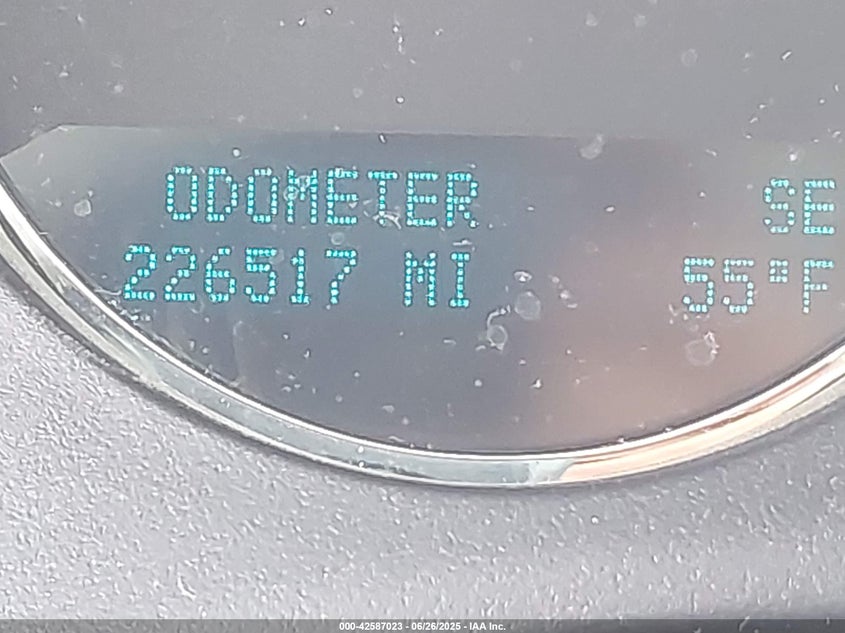 ODOMETER SE
226517 MI 55°F
000-42587023 - 06/26/2025 - IAA Inc.